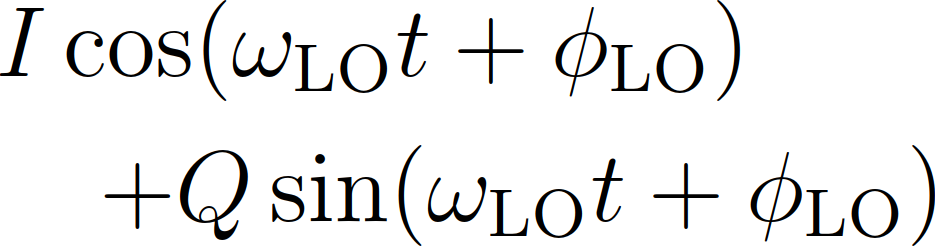 I cos(ω_LO t + ϕ_LO)
+Q sin(ω_LO t + ϕ_LO)